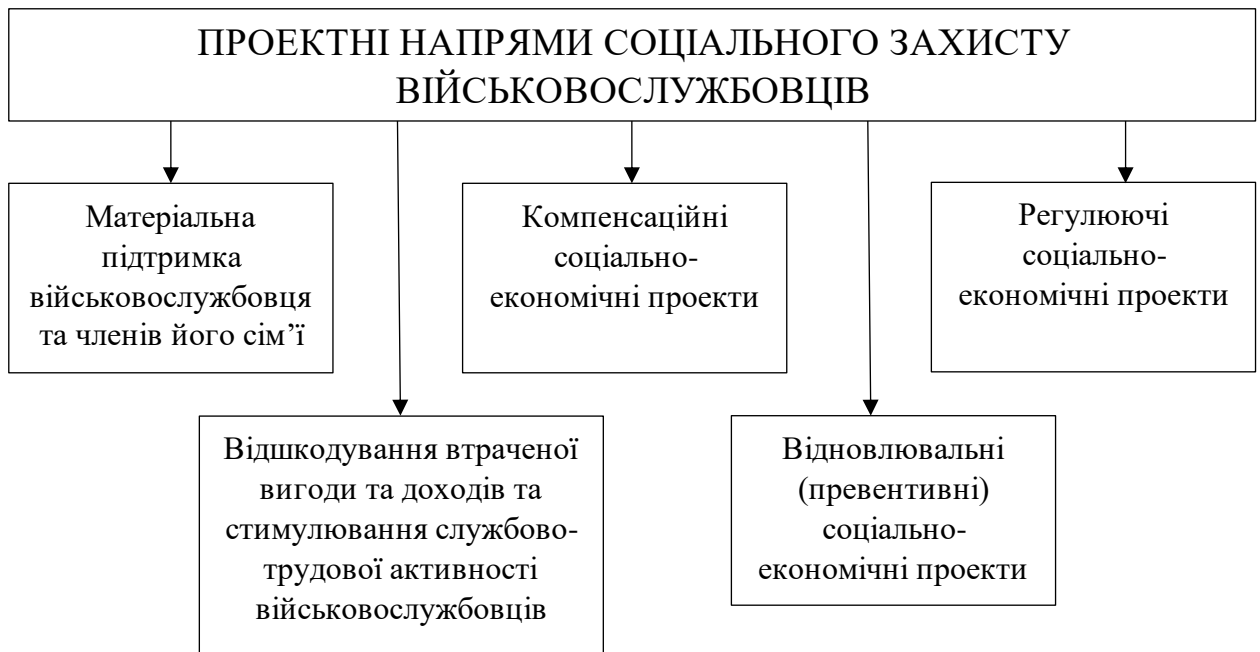 ПРОЕКТНІ НАПРЯМИ СОЦІАЛЬНОГО ЗАХИСТУ
ВІЙСЬКОВОСЛУЖБОВЦІВ
Матеріальна
підтримка
військовослужбовця
та членів його сім’ї
Компенсаційні
соціально-
економічні проекти
Регулюючі
соціально-
економічні проекти
Відшкодування втраченої
вигоди та доходів та
стимулювання службово-
трудової активності
військовослужбовців
Відновлювальні
(превентивні)
соціально-
економічні проекти